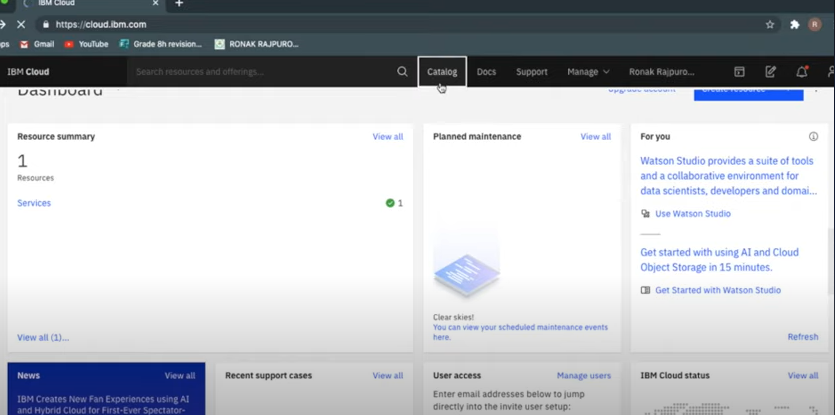 IBM Cloud
https://cloud.ibm.com
Gmail
YouTube
Grade 8h revision...
RONAK RAJPURO...
R
IBM Cloud
Search resources and offerings...
Catalog
Docs
Support
Manage
Ronak Rajpuro...
Dashboard
Upgrade account
Create resource
Resource summary
View all
1
Resources
Services
1
View all (1)...
Planned maintenance
View all
Clear skies!
You can view your scheduled maintenance events
here.
For you
Watson Studio provides a suite of tools
and a collaborative environment for
data scientists, developers and domai...
Use Watson Studio
Get started with using AI and Cloud
Object Storage in 15 minutes.
Get Started with Watson Studio
Refresh
News
View all
IBM Creates New Fan Experiences using AI
and Hybrid Cloud for First-Ever Spectator-
Recent support cases
View all
User access
Manage users
Enter email addresses below to jump
directly into the invite user setup:
IBM Cloud status
View all